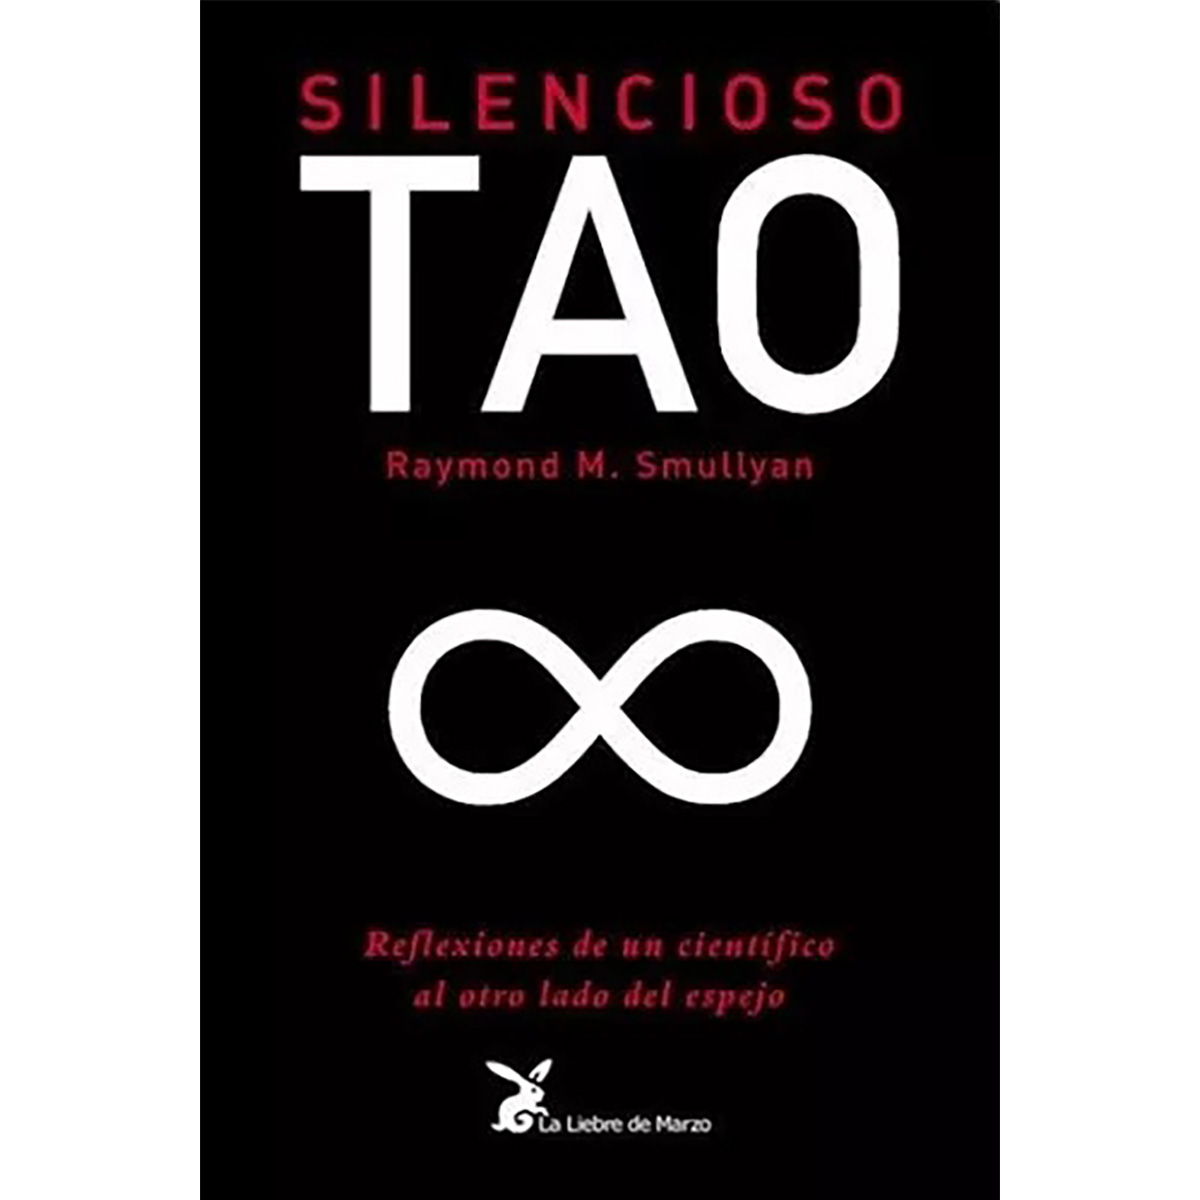 SILENCIOSO
TAO
Raymond M. Smullyan
Reflexiones de un científico
al otro lado del espejo
La Liebre de Marzo